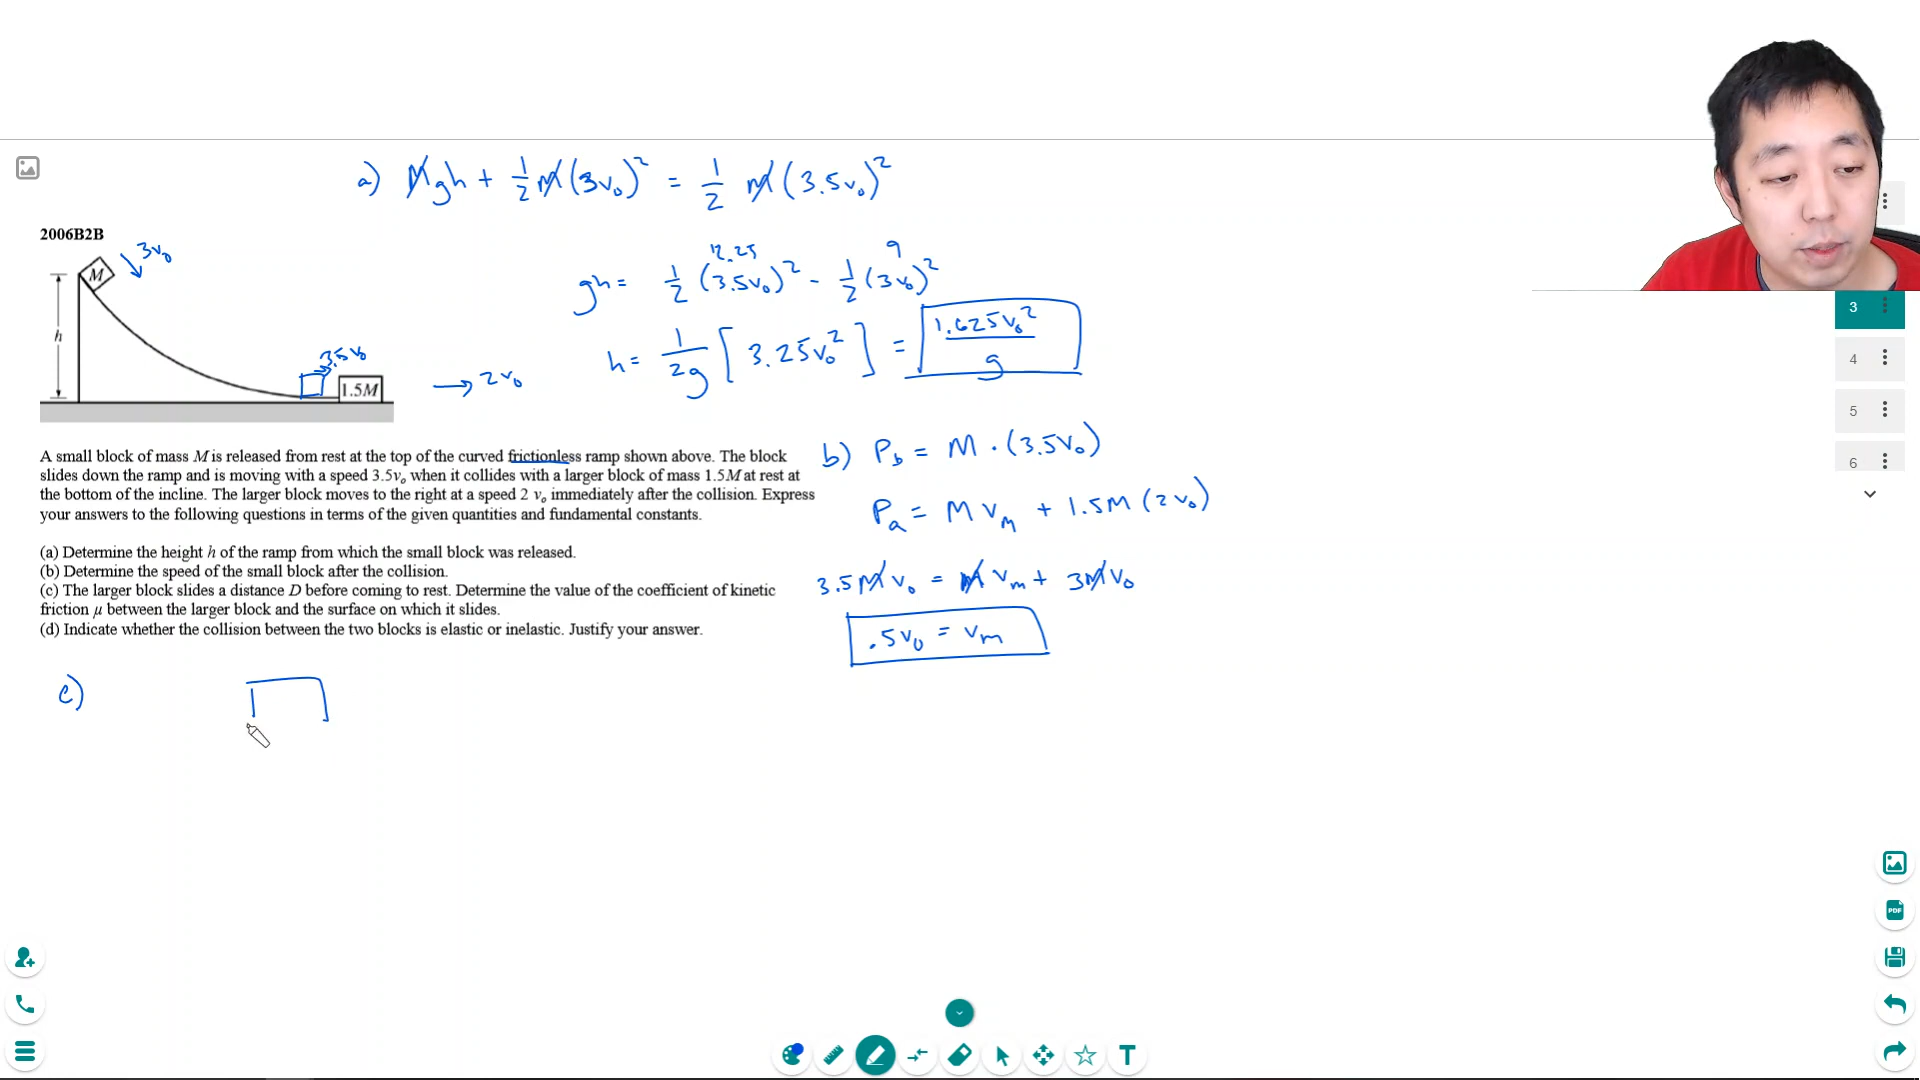 a) Mgh + 1/2 M(3v₀)² = 1/2 M(3.5v₀)²
2006B2B
3v₀
M
h
3.5v₀
1.5M
→ 2v₀
12.25 9
gh = 1/2 (3.5v₀)² - 1/2 (3v₀)²
h = 1/2g [3.25v₀²] = 1.625v₀²/g
A small block of mass M is released from rest at the top of the curved frictionless ramp shown above. The block
slides down the ramp and is moving with a speed 3.5vₒ when it collides with a larger block of mass 1.5M at rest at
the bottom of the incline. The larger block moves to the right at a speed 2 vₒ immediately after the collision. Express
your answers to the following questions in terms of the given quantities and fundamental constants.
(a) Determine the height h of the ramp from which the small block was released.
(b) Determine the speed of the small block after the collision.
(c) The larger block slides a distance D before coming to rest. Determine the value of the coefficient of kinetic
friction μ between the larger block and the surface on which it slides.
(d) Indicate whether the collision between the two blocks is elastic or inelastic. Justify your answer.
b) P_b = M · (3.5v₀)
P_a = M v_m + 1.5M (2v₀)
3.5Mv₀ = M v_m + 3Mv₀
.5v₀ = v_m
c)
3
4
5
6
PDF
T